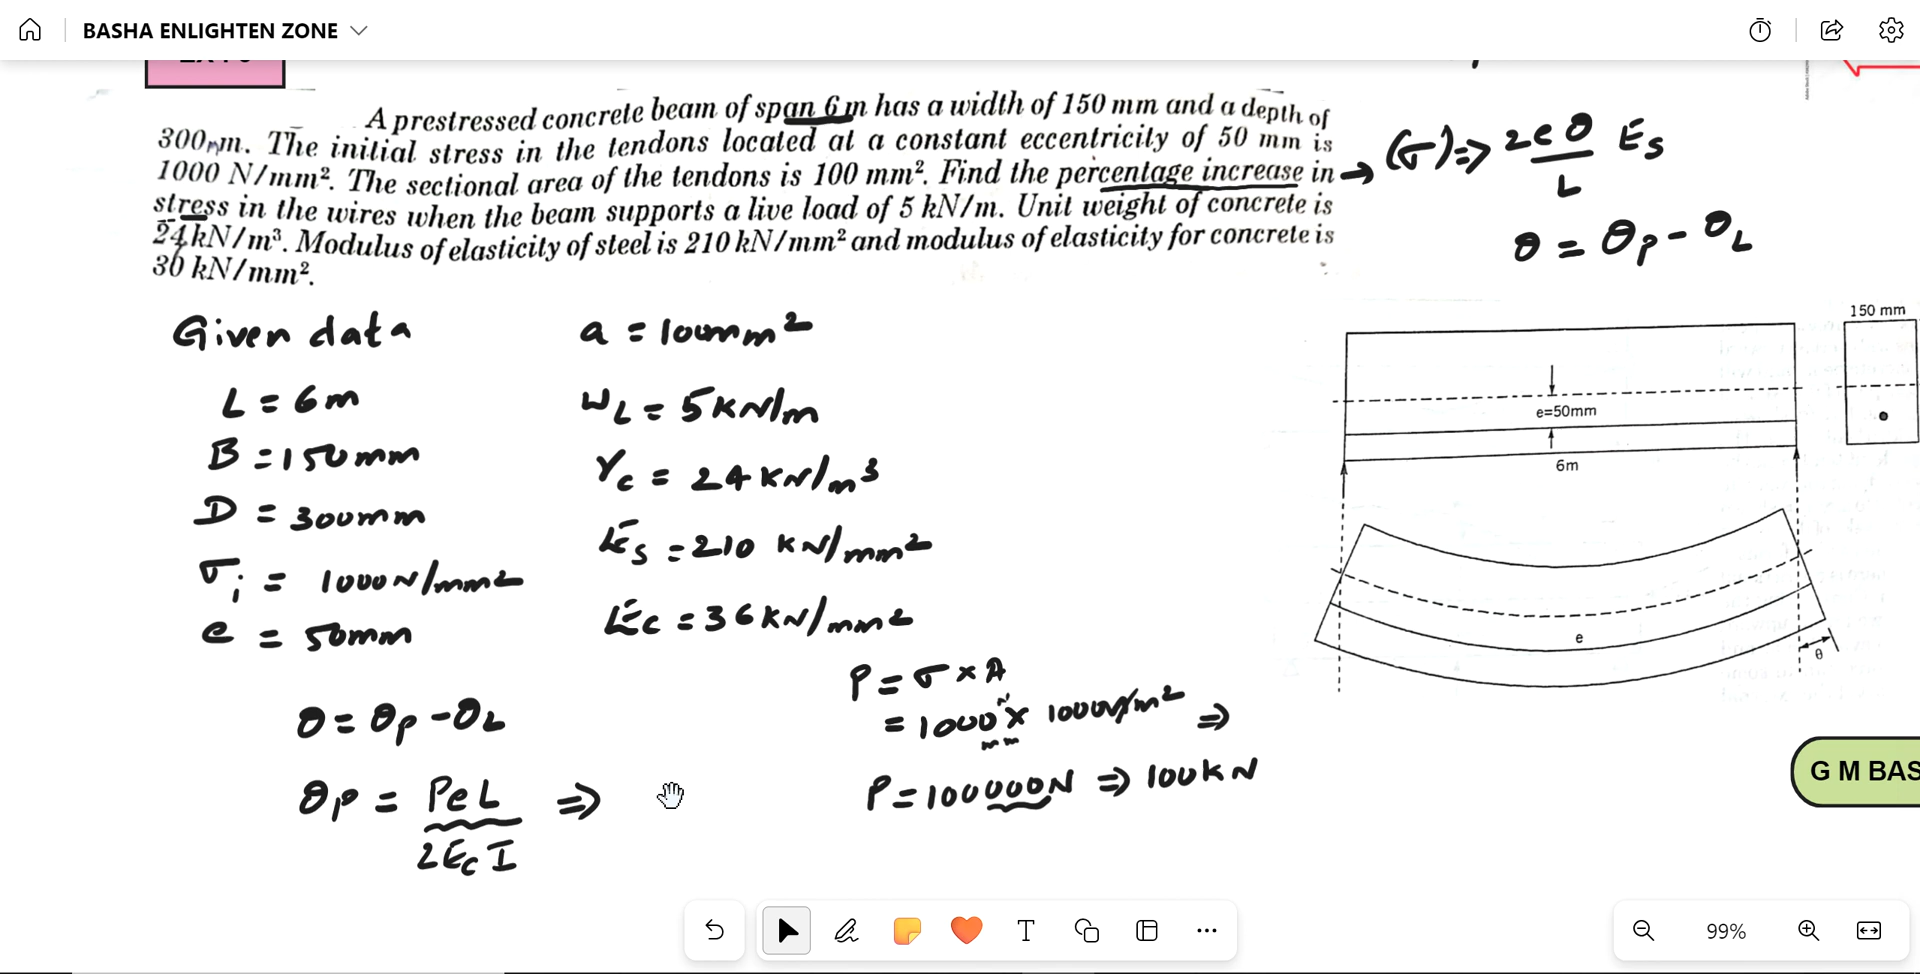 BASHA ENLIGHTEN ZONE
A prestressed concrete beam of span 6 m has a width of 150 mm and a depth of
300 mm. The initial stress in the tendons located at a constant eccentricity of 50 mm is
1000 N/mm². The sectional area of the tendons is 100 mm². Find the percentage increase in
stress in the wires when the beam supports a live load of 5 kN/m. Unit weight of concrete is
24 kN/m³. Modulus of elasticity of steel is 210 kN/mm² and modulus of elasticity for concrete is
30 kN/mm².
→ (σ) ⇒ 2eθ/L Es
θ = θp - θL
Given data
L = 6m
B = 150mm
D = 300mm
σi = 1000N/mm2
e = 50mm
a = 100mm2
WL = 5kN/m
γc = 24kN/m3
Es = 210 kN/mm2
Ec = 36kN/mm2
θ = θp - θL
θp = PeL/2EcI ⇒
P = σ × A
P = 100000N ⇒ 100kN
150 mm
e=50mm
6m
e
θ
G M BAS
T
99%